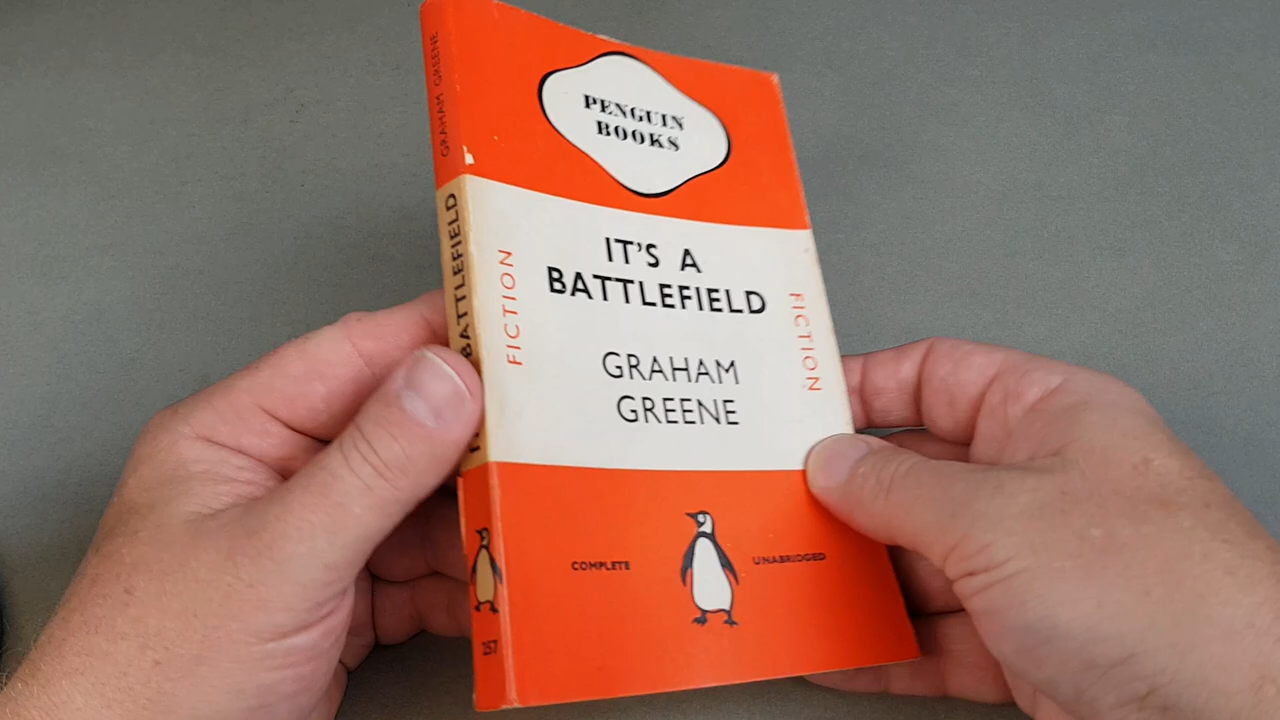 GRAHAM GREENE
BATTLEFIELD
257
PENGUIN
BOOKS
IT'S A
BATTLEFIELD
GRAHAM
GREENE
FICTION
FICTION
COMPLETE
UNABRIDGED